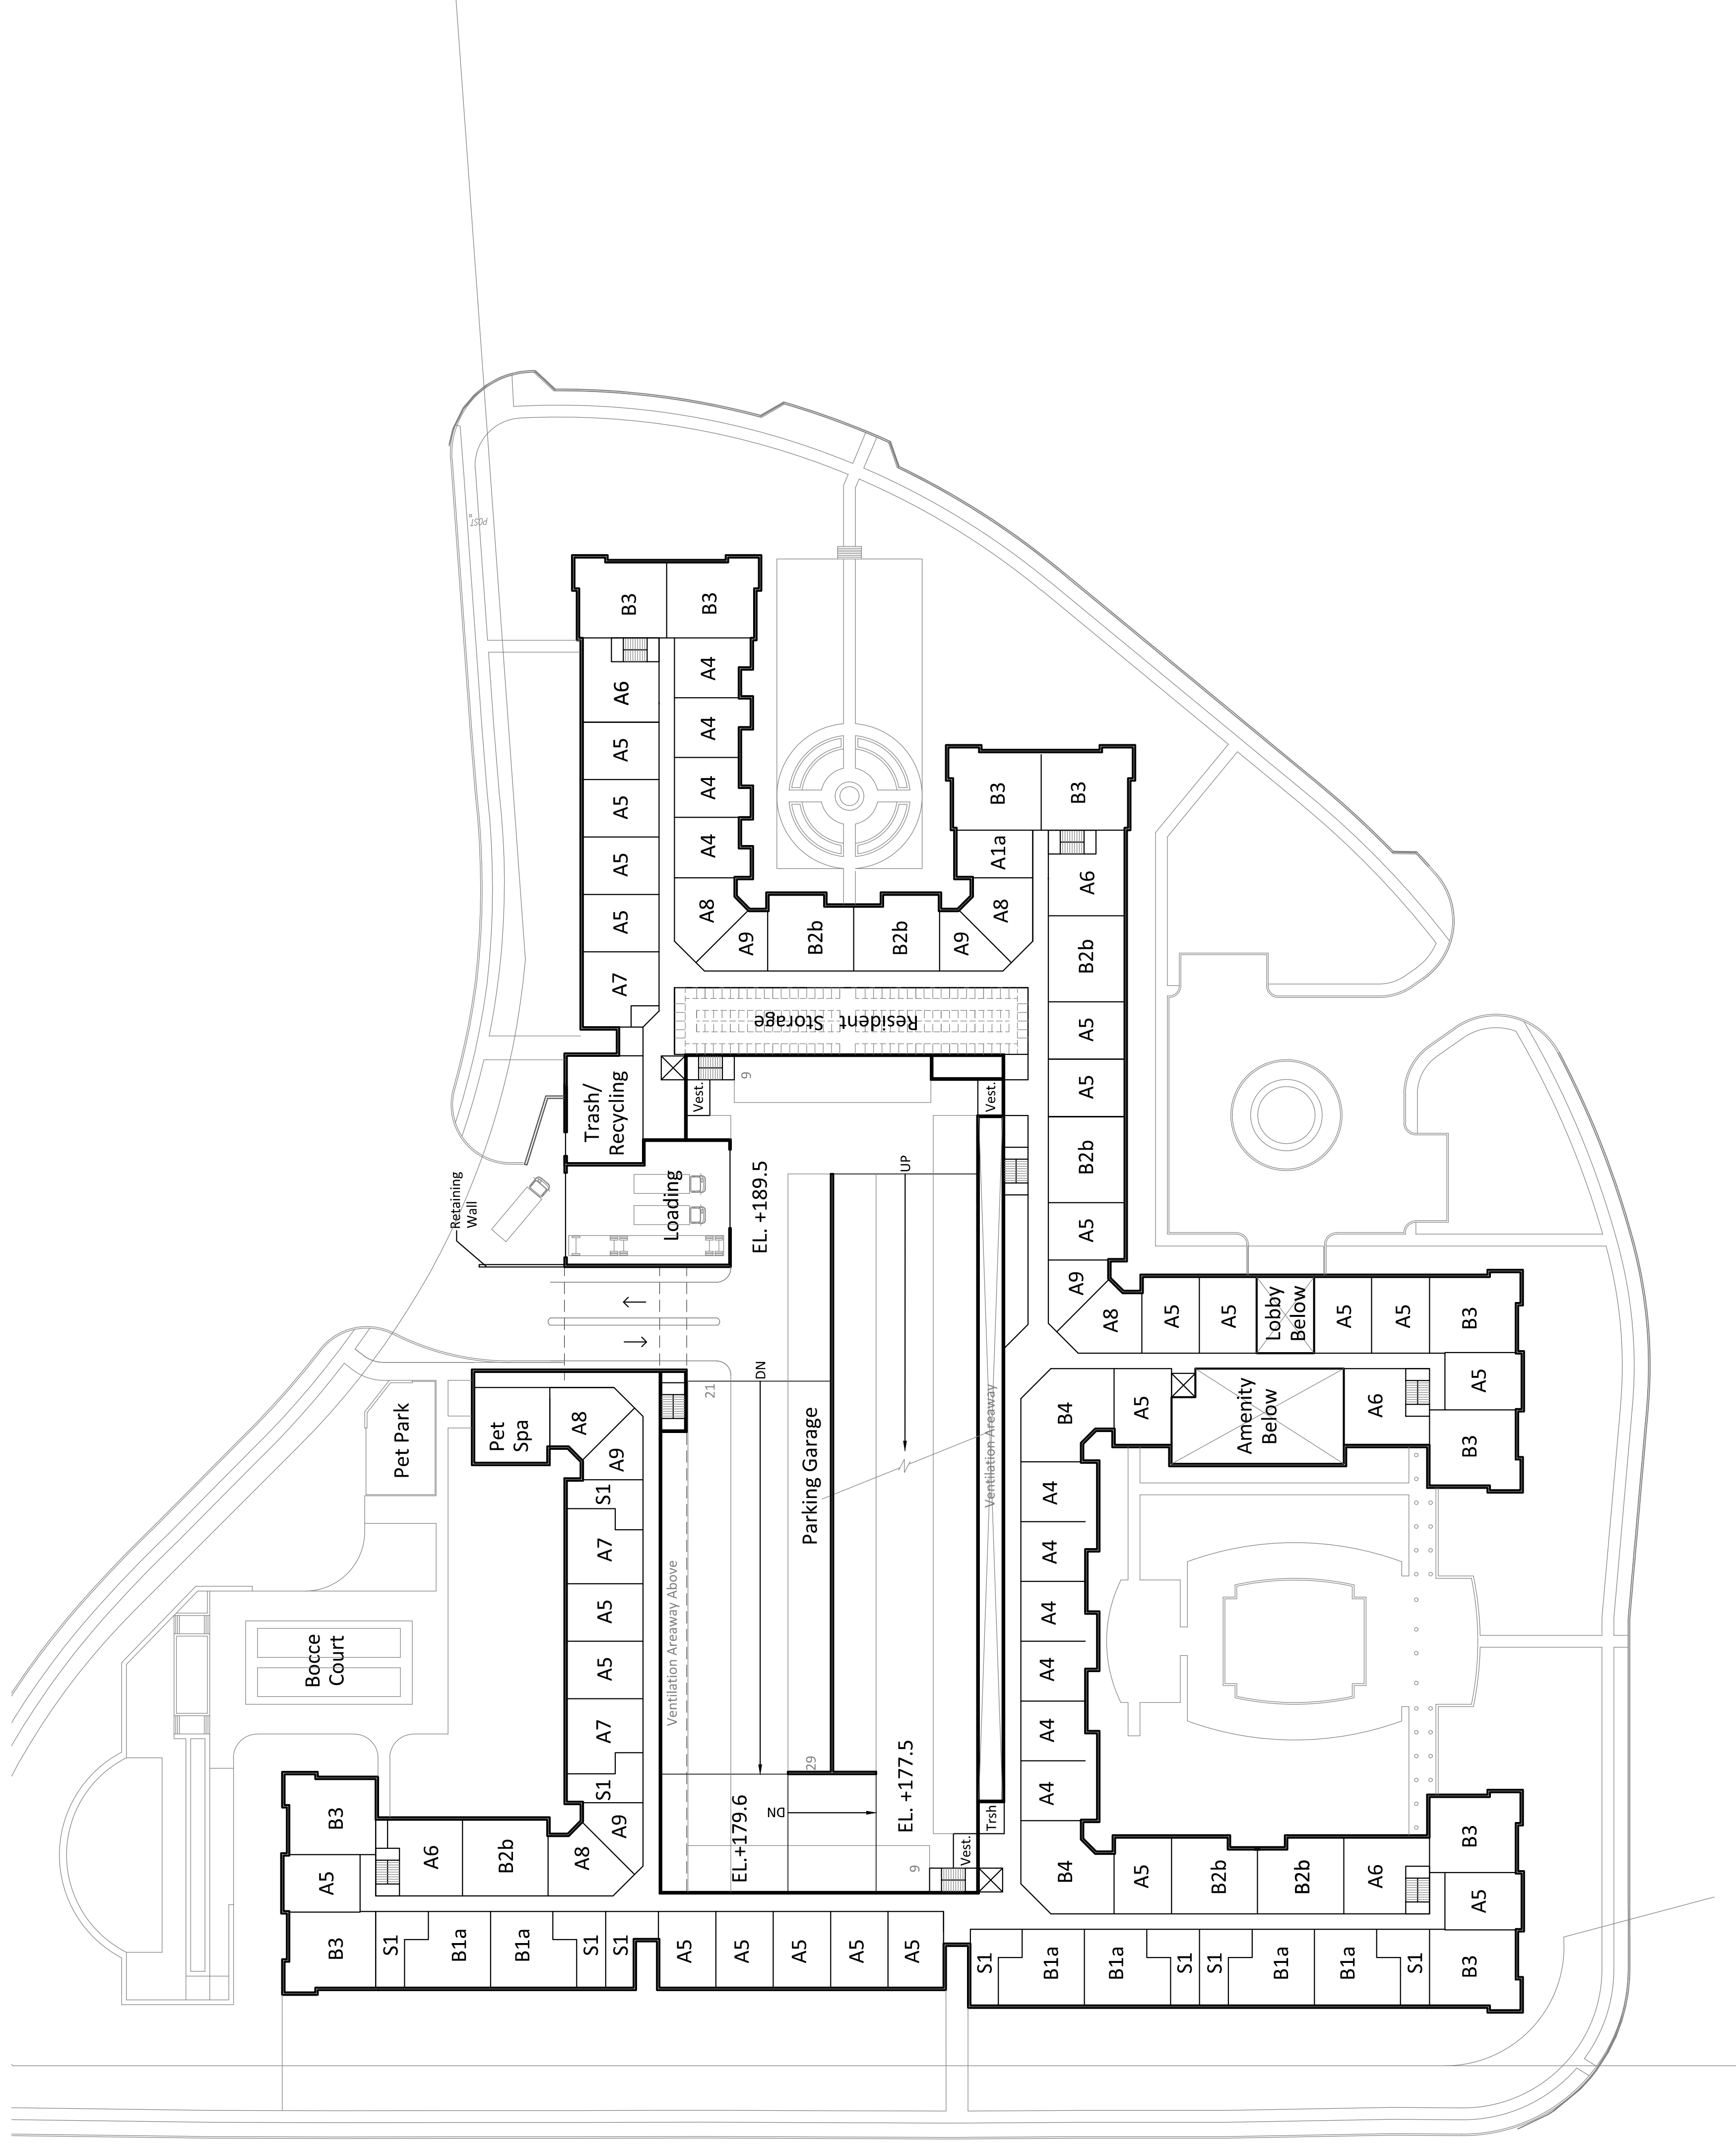 POST
B3
B3
A6
A4
A5
A4
A5
A4
A5
A4
A5
A8
A9
B2b
B2b
A9
A8
A1a
B3
B3
A6
B2b
A7
Resident
Storage
A5
A5
B2b
A5
A9
A8
Trash/
Recycling
Vest.
9
Vest.
Retaining
Wall
Loading
EL. +189.5
UP
DN
21
A5
A5
Lobby
Below
A5
A5
B3
A5
B3
Pet Park
Pet
Spa
A8
A9
S1
A7
A5
A5
A7
S1
A9
A8
B2b
A6
Bocce
Court
Parking Garage
Ventilation Areaway
Ventilation Areaway Above
B4
A5
Amenity
Below
A6
A4
A4
A4
A4
A4
A4
29
EL.+179.6
DN
EL. +177.5
9
Vest.
Trsh
B4
A5
B2b
B2b
A6
B3
A5
B3
B3
A5
B3
S1
B1a
B1a
S1
S1
A5
A5
A5
A5
A5
S1
B1a
B1a
S1
S1
B1a
B1a
S1